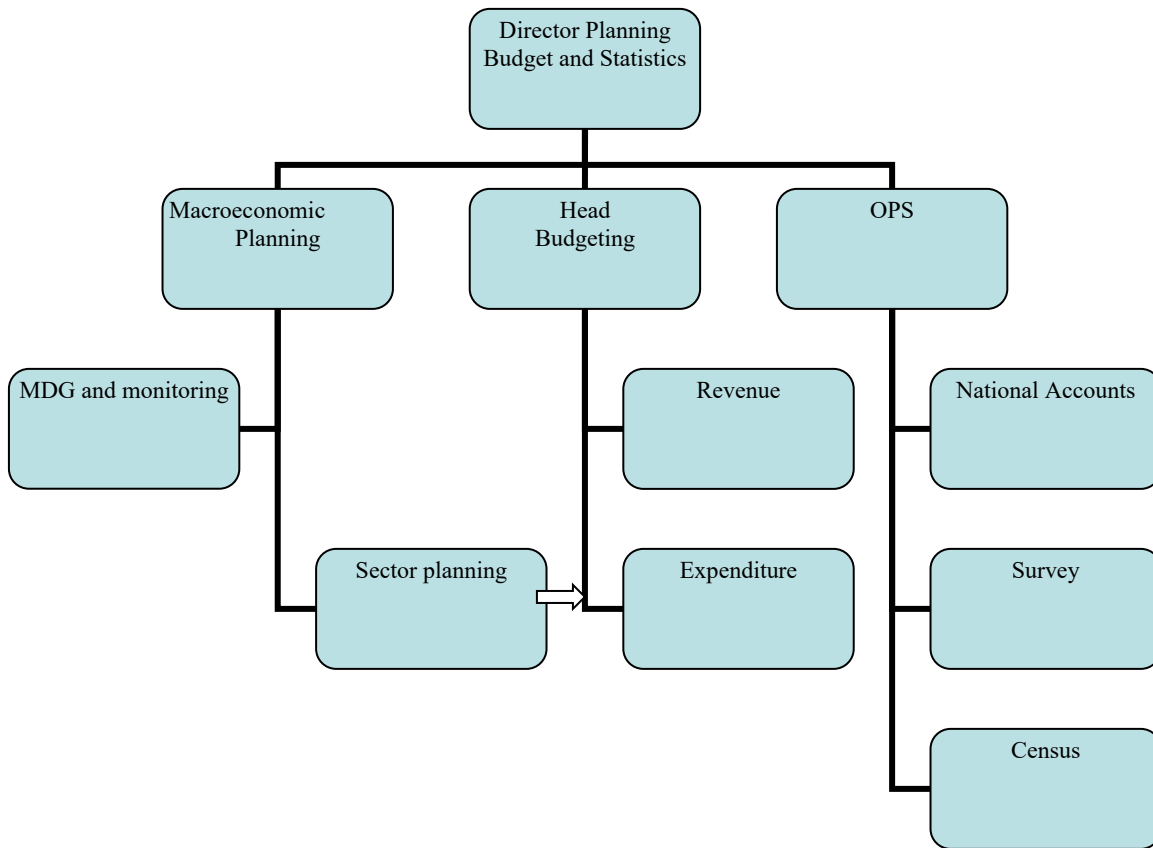 Director Planning
Budget and Statistics
Macroeconomic
Planning
Head
Budgeting
OPS
MDG and monitoring
Revenue
National Accounts
Sector planning
Expenditure
Survey
Census